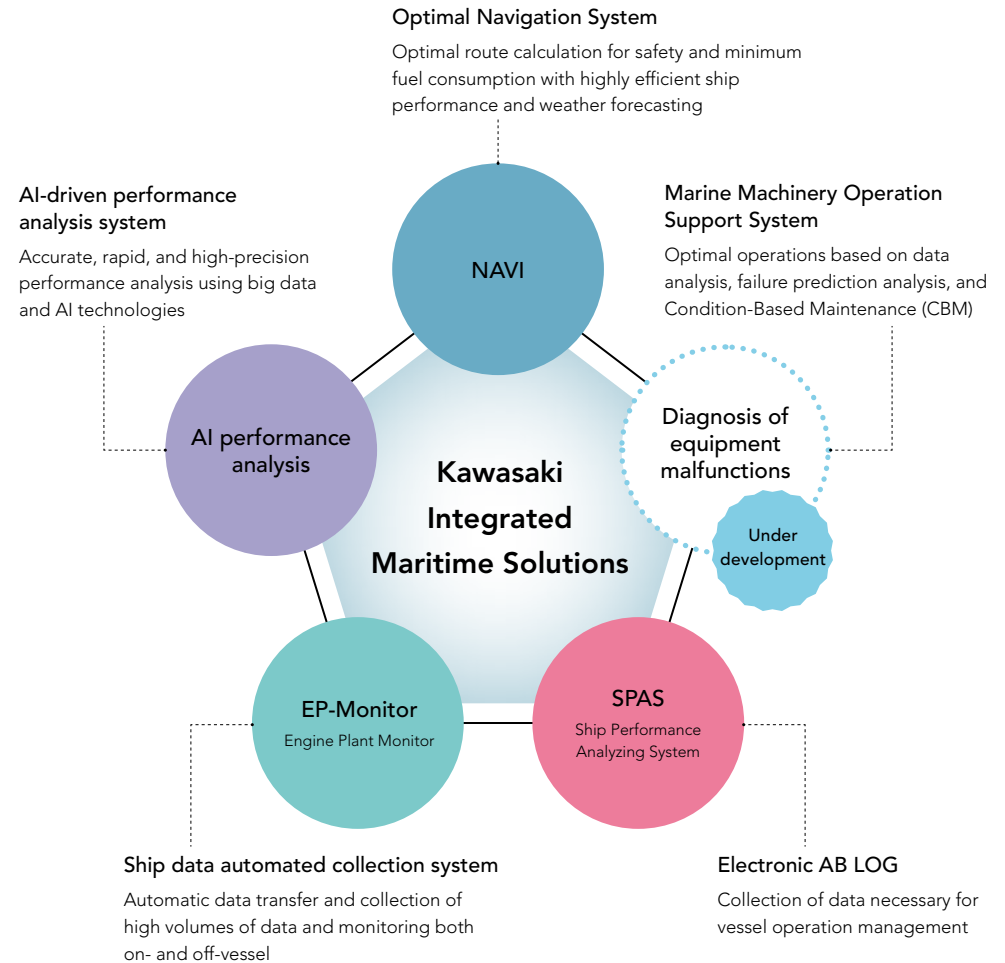 Optimal Navigation System
Optimal route calculation for safety and minimum
fuel consumption with highly efficient ship
performance and weather forecasting
AI-driven performance
analysis system
Accurate, rapid, and high-precision
performance analysis using big data
and AI technologies
Marine Machinery Operation
Support System
Optimal operations based on data
analysis, failure prediction analysis, and
Condition-Based Maintenance (CBM)
NAVI
AI performance
analysis
Diagnosis of
equipment
malfunctions
Under
development
Kawasaki
Integrated
Maritime Solutions
EP-Monitor
Engine Plant Monitor
SPAS
Ship Performance
Analyzing System
Ship data automated collection system
Automatic data transfer and collection of
high volumes of data and monitoring both
on- and off-vessel
Electronic AB LOG
Collection of data necessary for
vessel operation management